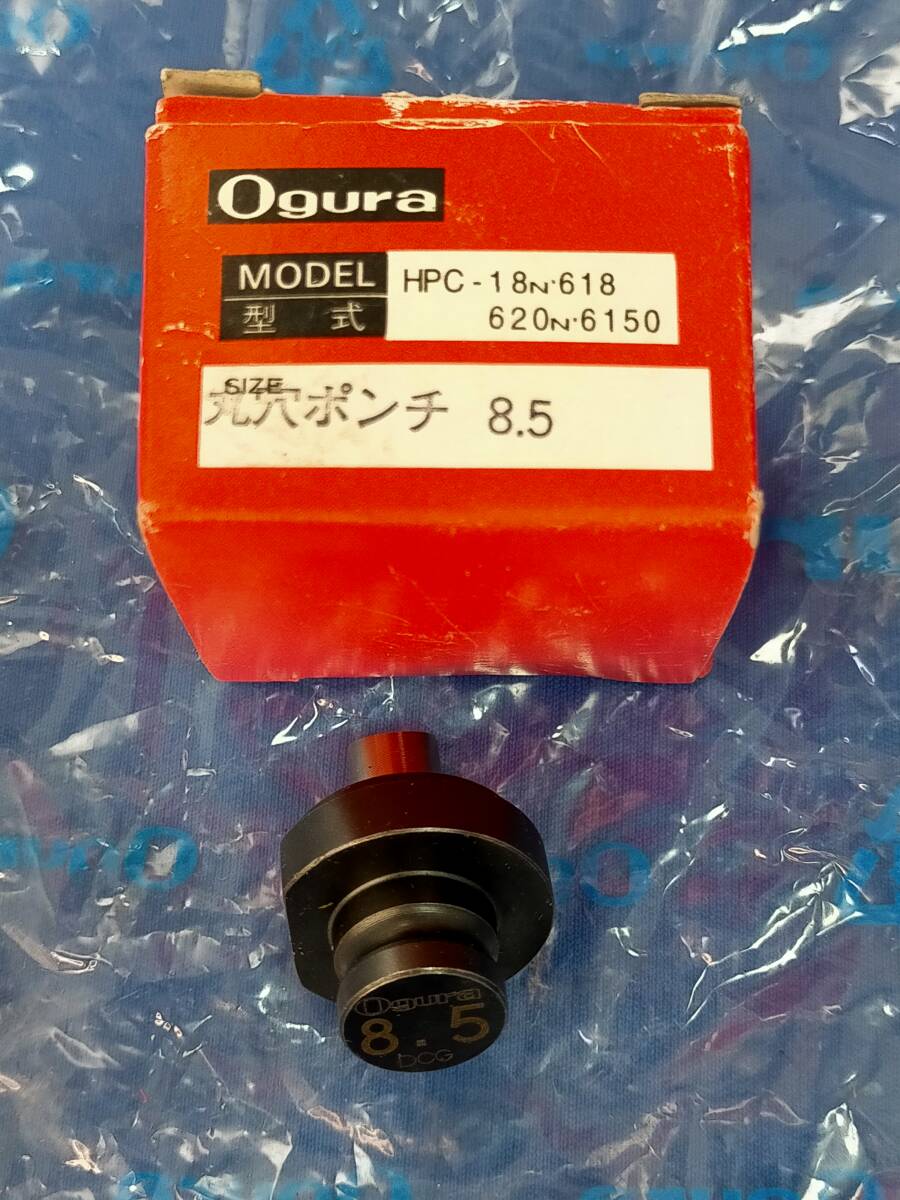 Ogura
MODEL
型 式
HPC-18N·618
620N·6150
SIZE
丸穴ポンチ 8.5
Ogura
8.5
DCG